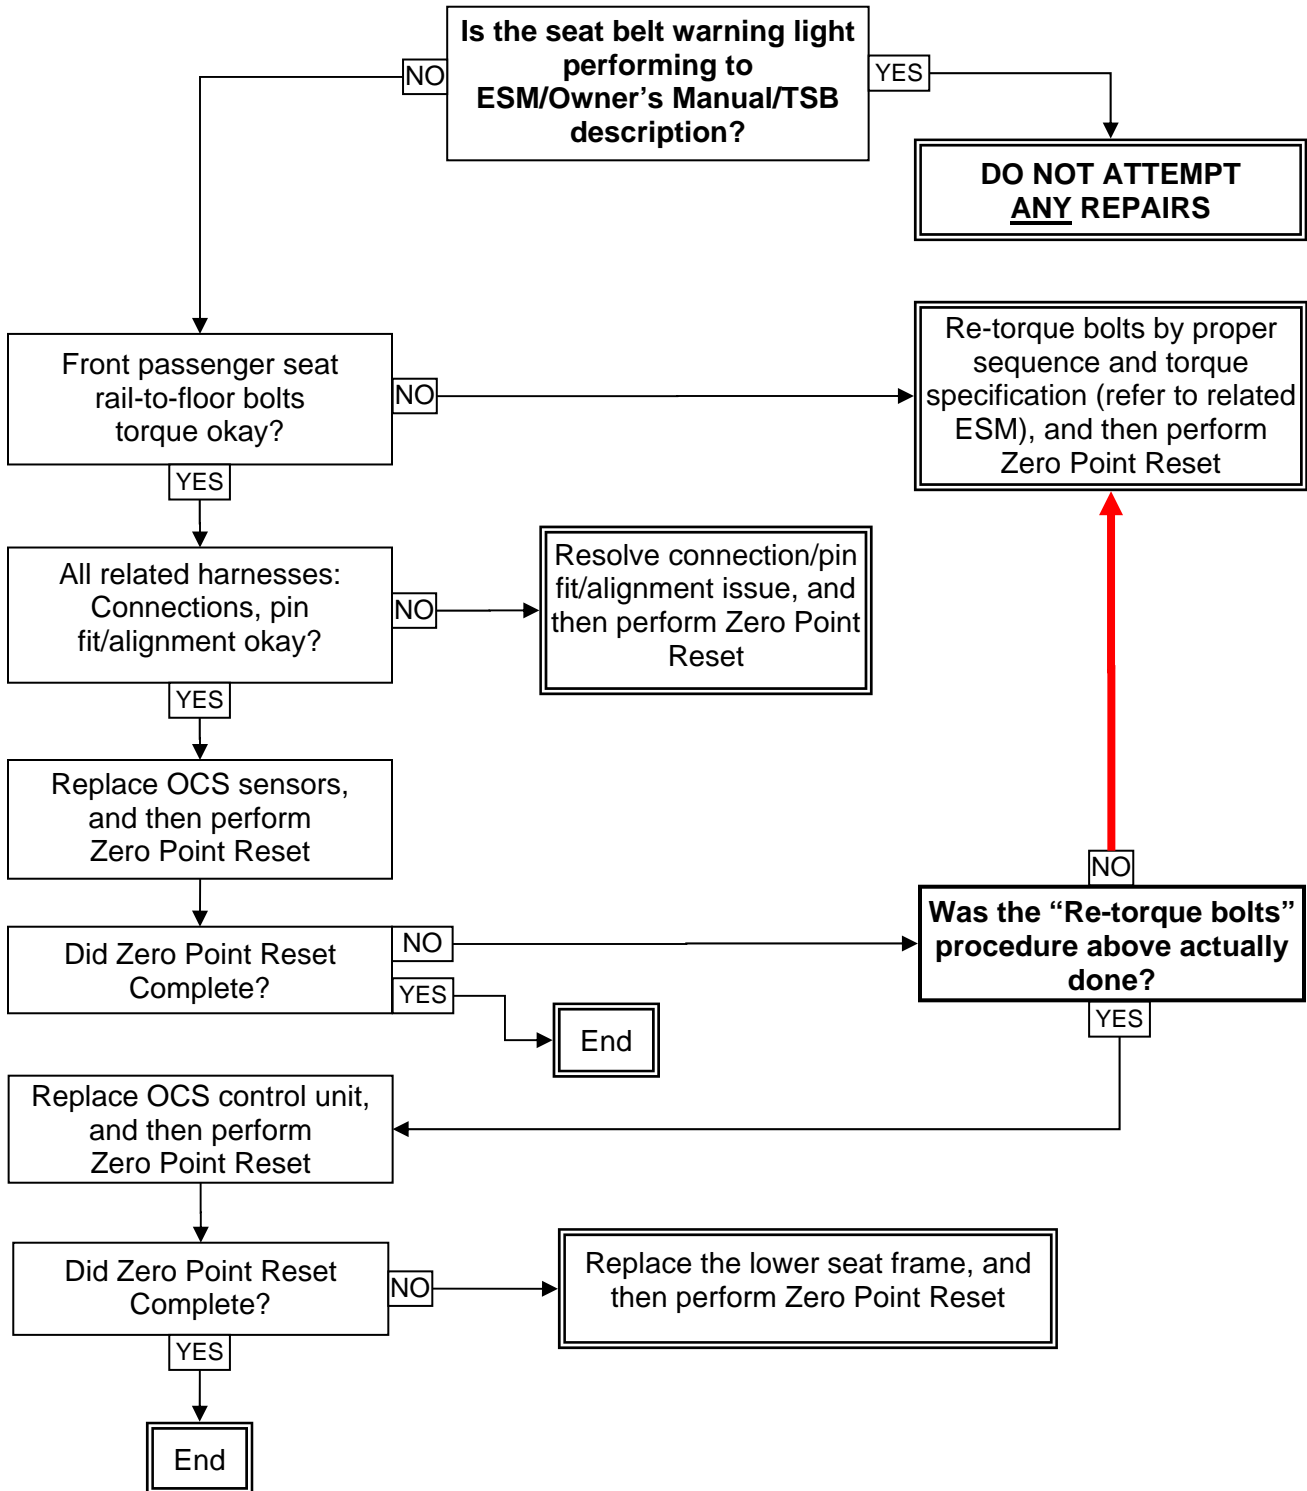 Is the seat belt warning light
performing to
ESM/Owner’s Manual/TSB
description?
NO
YES
DO NOT ATTEMPT
ANY REPAIRS
Front passenger seat
rail-to-floor bolts
torque okay?
NO
YES
Re-torque bolts by proper
sequence and torque
specification (refer to related
ESM), and then perform
Zero Point Reset
All related harnesses:
Connections, pin
fit/alignment okay?
NO
YES
Resolve connection/pin
fit/alignment issue, and
then perform Zero Point
Reset
Replace OCS sensors,
and then perform
Zero Point Reset
Did Zero Point Reset
Complete?
NO
YES
End
NO
Was the “Re-torque bolts”
procedure above actually
done?
YES
Replace OCS control unit,
and then perform
Zero Point Reset
Did Zero Point Reset
Complete?
NO
YES
Replace the lower seat frame, and
then perform Zero Point Reset
End